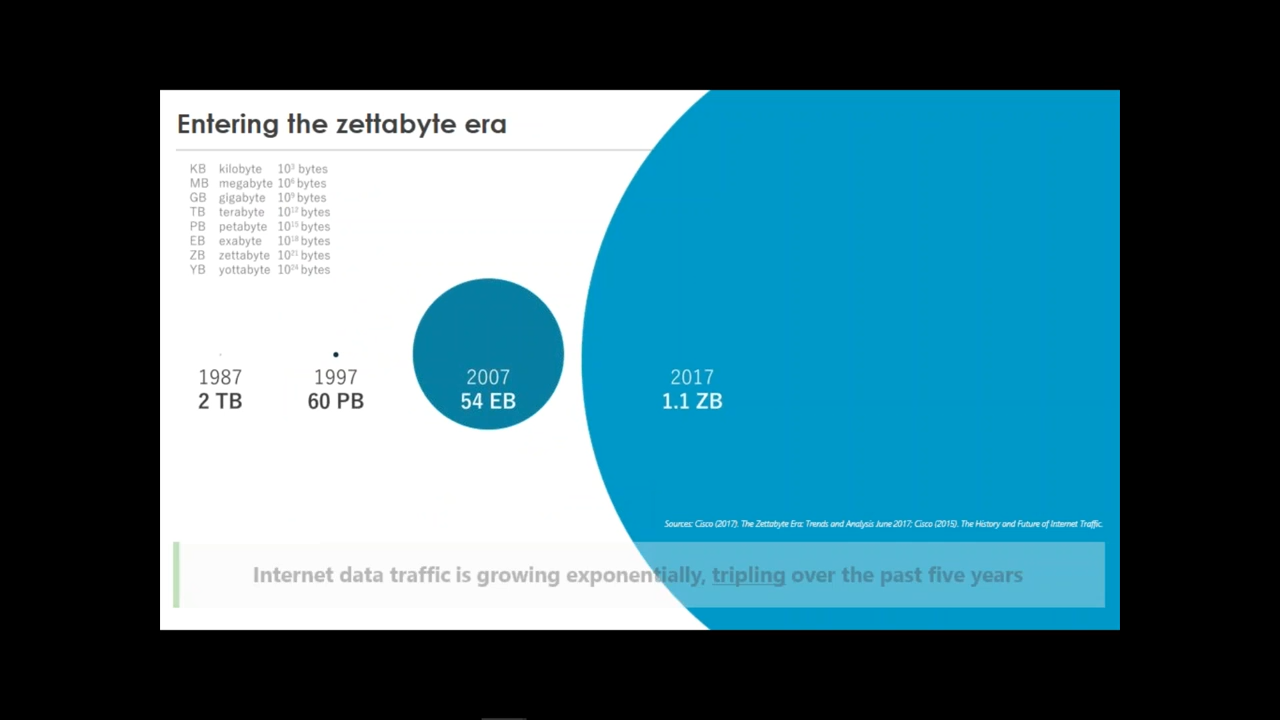 Entering the zettabyte era
KB kilobyte 10³ bytes
MB megabyte 10⁶ bytes
GB gigabyte 10⁹ bytes
TB terabyte 10¹² bytes
PB petabyte 10¹⁵ bytes
EB exabyte 10¹⁸ bytes
ZB zettabyte 10²¹ bytes
YB yottabyte 10²⁴ bytes
1987 1997 2007 2017
2 TB 60 PB 54 EB 1.1 ZB
Sources: Cisco (2017). The Zettabyte Era: Trends and Analysis June 2017; Cisco (2015). The History and Future of Internet Traffic.
Internet data traffic is growing exponentially, tripling over the past five years